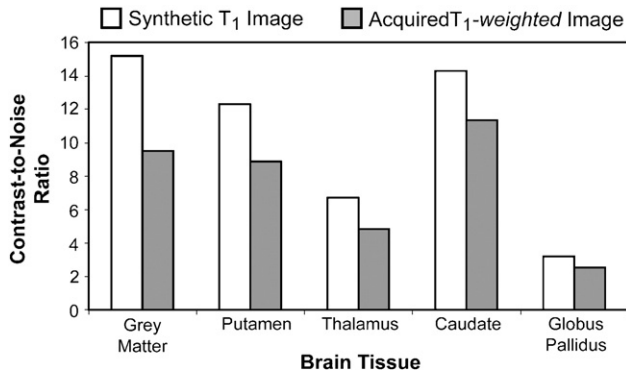 Synthetic T1 Image
AcquiredT1-weighted Image
Contrast-to-Noise
Ratio
16
14
12
10
8
6
4
2
0
Grey
Matter
Putamen
Thalamus
Caudate
Globus
Pallidus
Brain Tissue